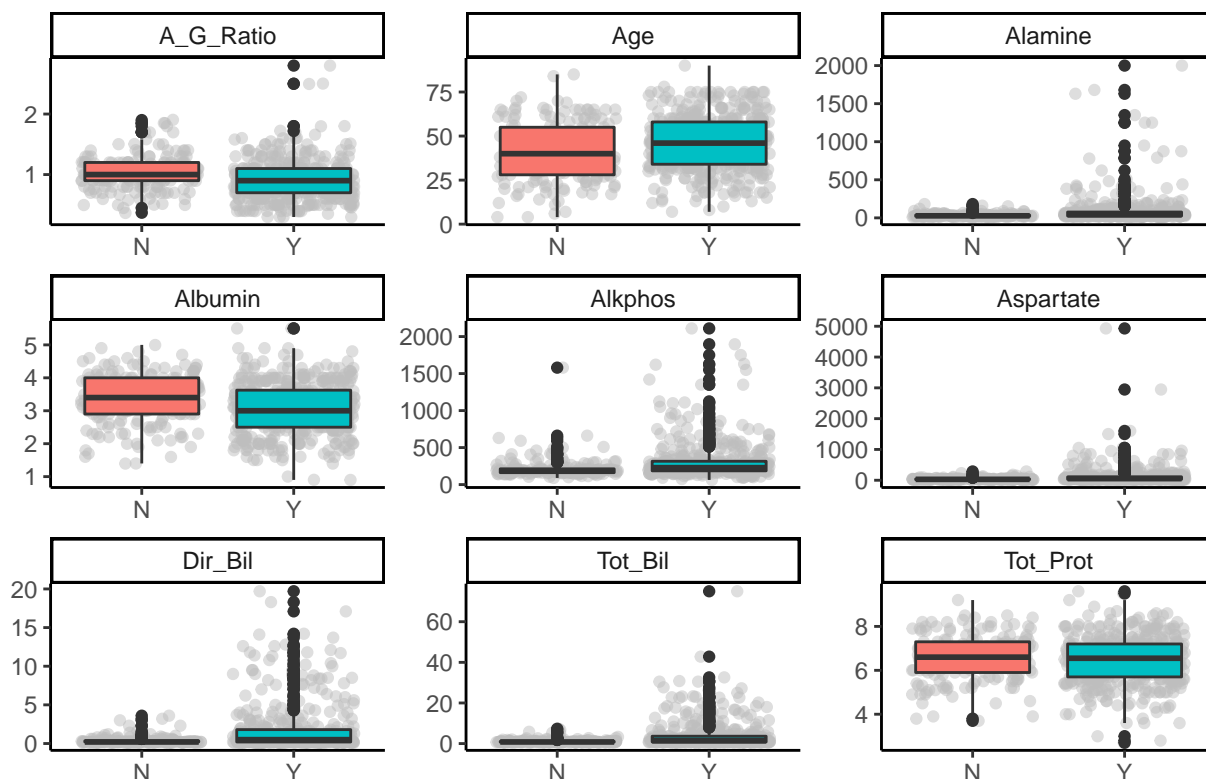 A_G_Ratio
2
1
N Y
Age
75
50
25
0
N Y
Alamine
2000
1500
1000
500
0
N Y
Albumin
5
4
3
2
1
N Y
Alkphos
2000
1500
1000
500
0
N Y
Aspartate
5000
4000
3000
2000
1000
0
N Y
Dir_Bil
20
15
10
5
0
N Y
Tot_Bil
60
40
20
0
N Y
Tot_Prot
8
6
4
N Y